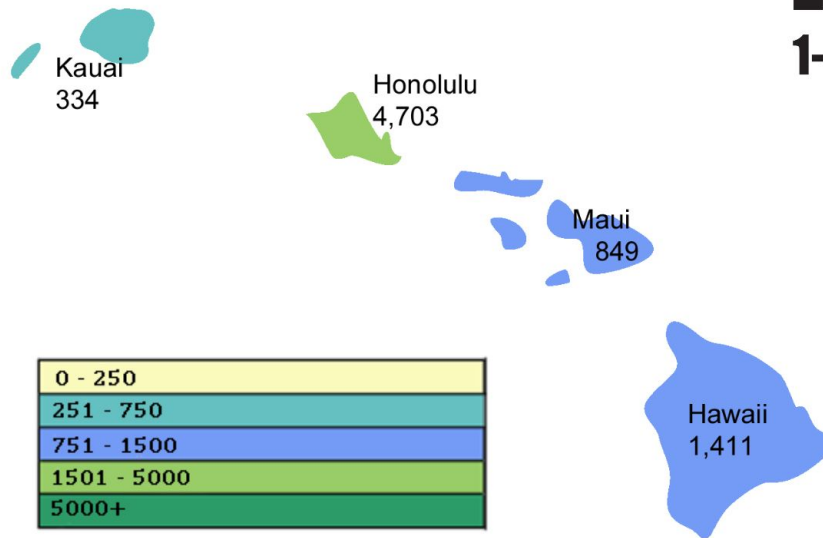 1-
Kauai
334
Honolulu
4,703
Maui
849
Hawaii
1,411
0 - 250
251 - 750
751 - 1500
1501 - 5000
5000+